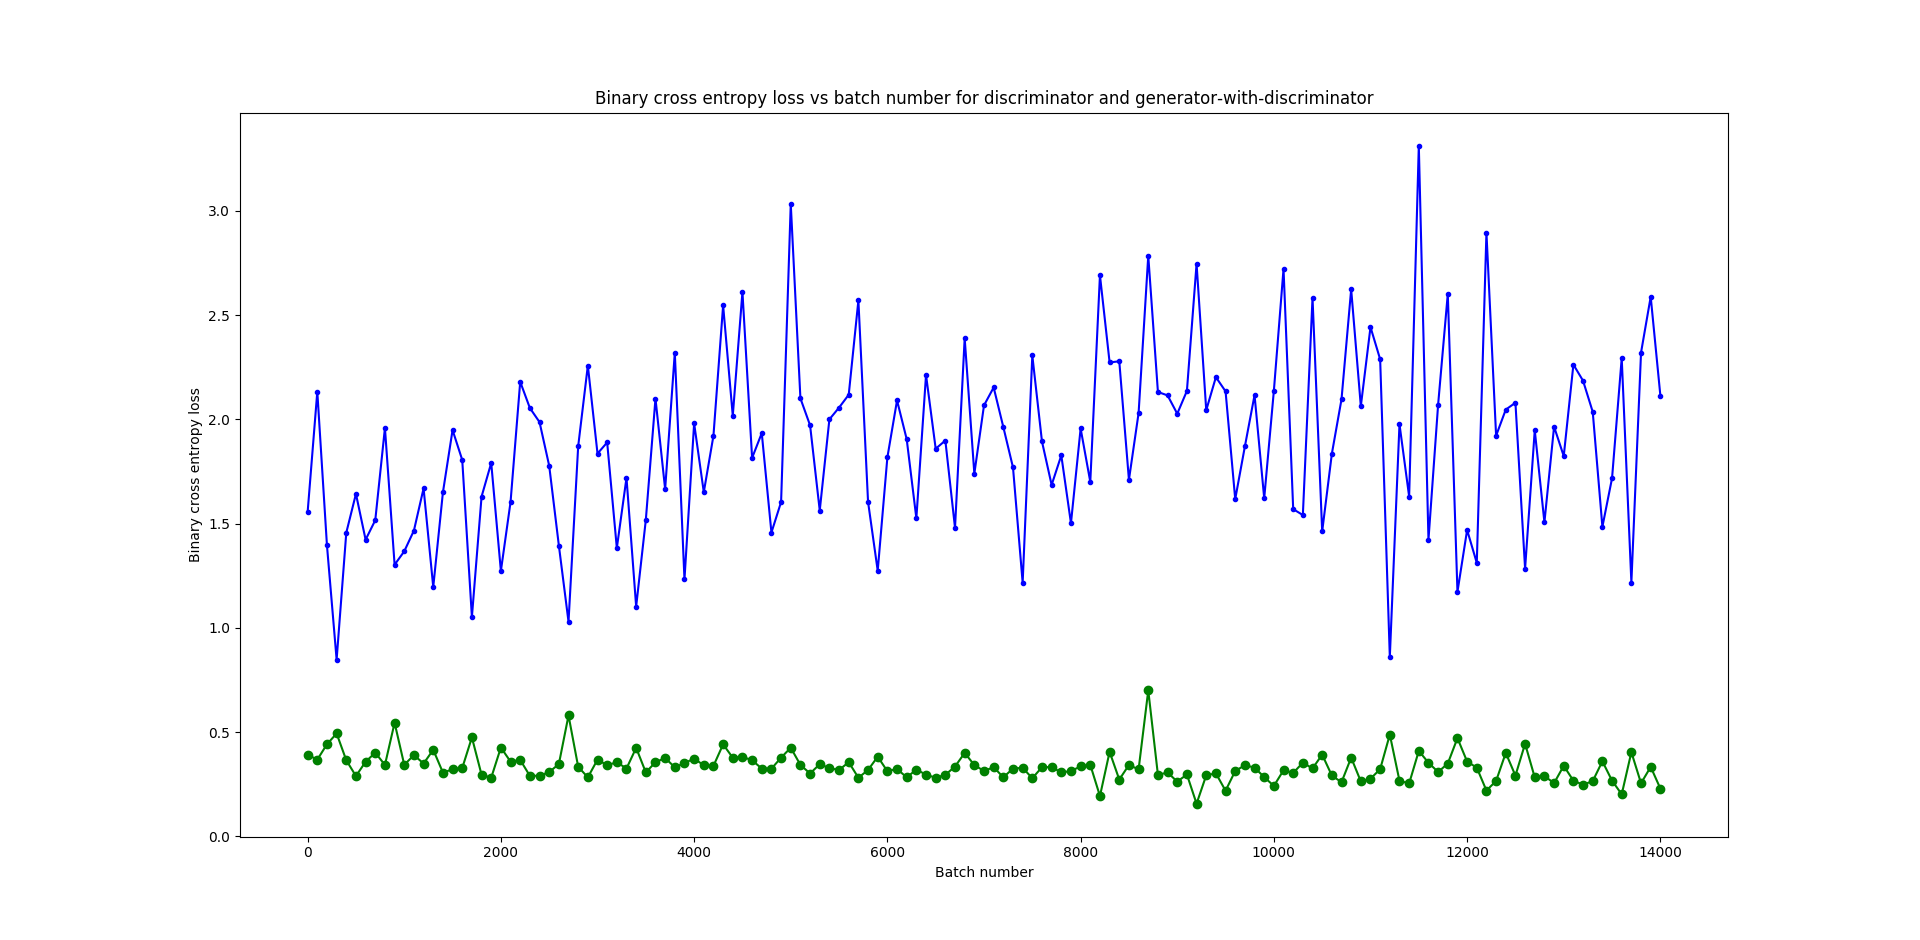 Binary cross entropy loss vs batch number for discriminator and generator-with-discriminator
3.0
2.5
2.0
1.5
1.0
0.5
0.0
Binary cross entropy loss
0 2000 4000 6000 8000 10000 12000 14000
Batch number